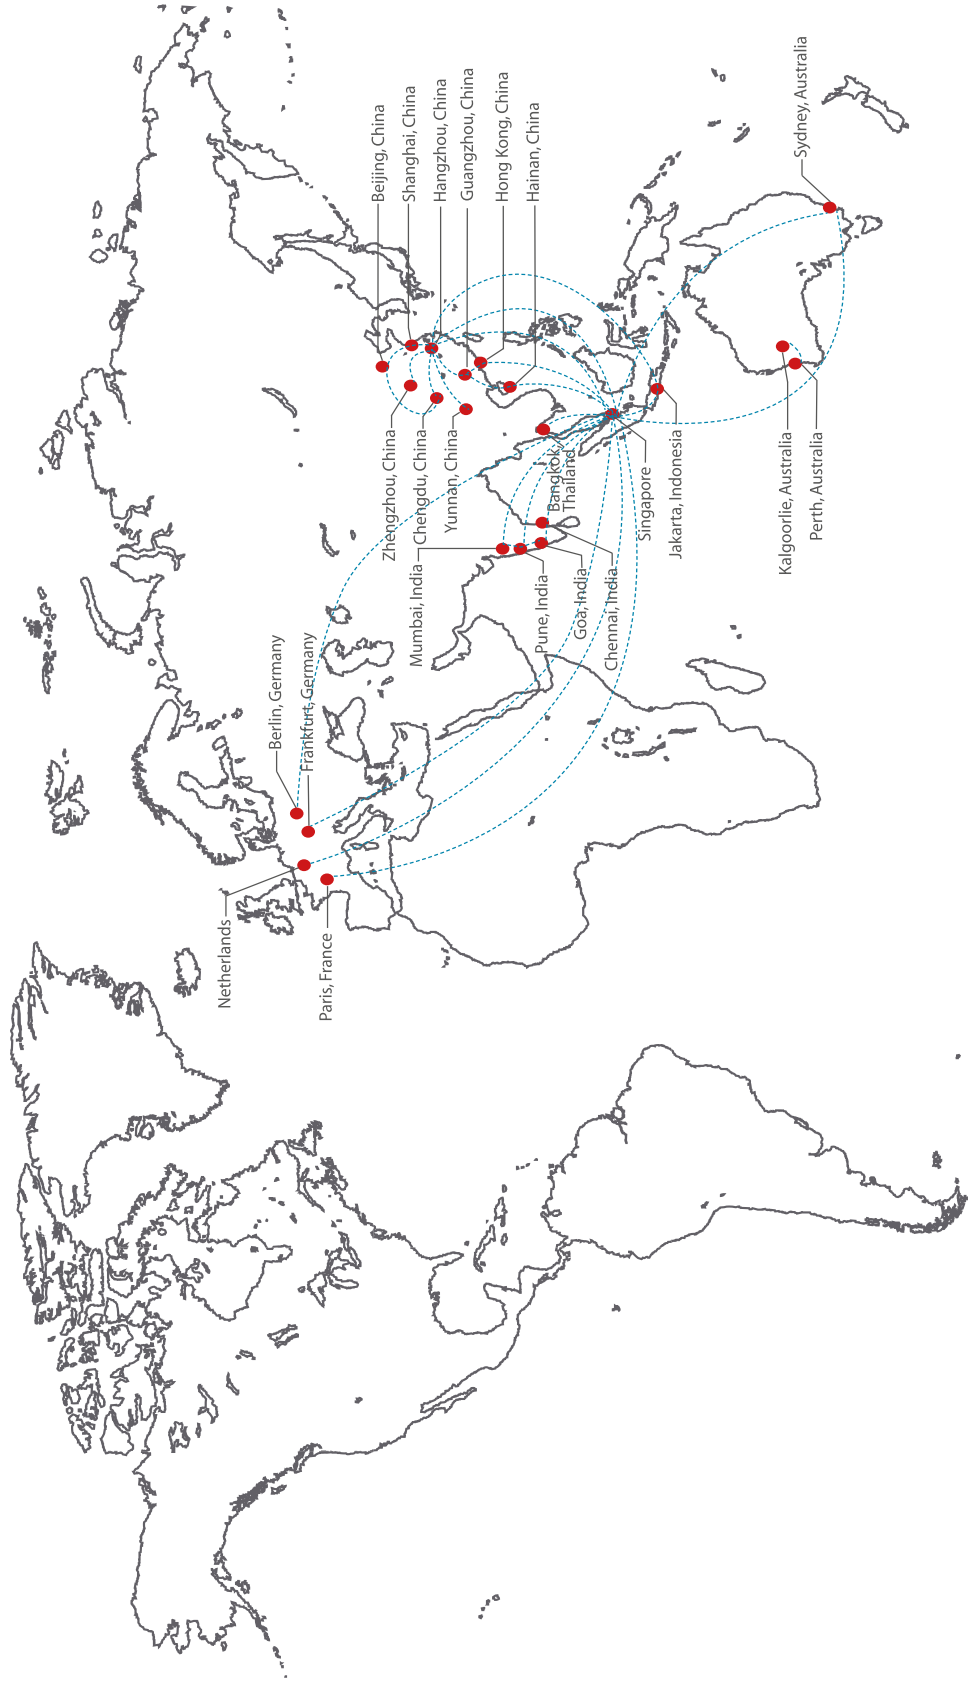 Netherlands
Paris, France
Berlin, Germany
Frankfurt, Germany
Mumbai, India
Pune, India
Goa, India
Chennai, India
Zhengzhou, China
Chengdu, China
Yunnan, China
Bangkok,
Thailand
Singapore
Jakarta, Indonesia
Kalgoorlie, Australia
Perth, Australia
Beijing, China
Shanghai, China
Hangzhou, China
Guangzhou, China
Hong Kong, China
Hainan, China
Sydney, Australia